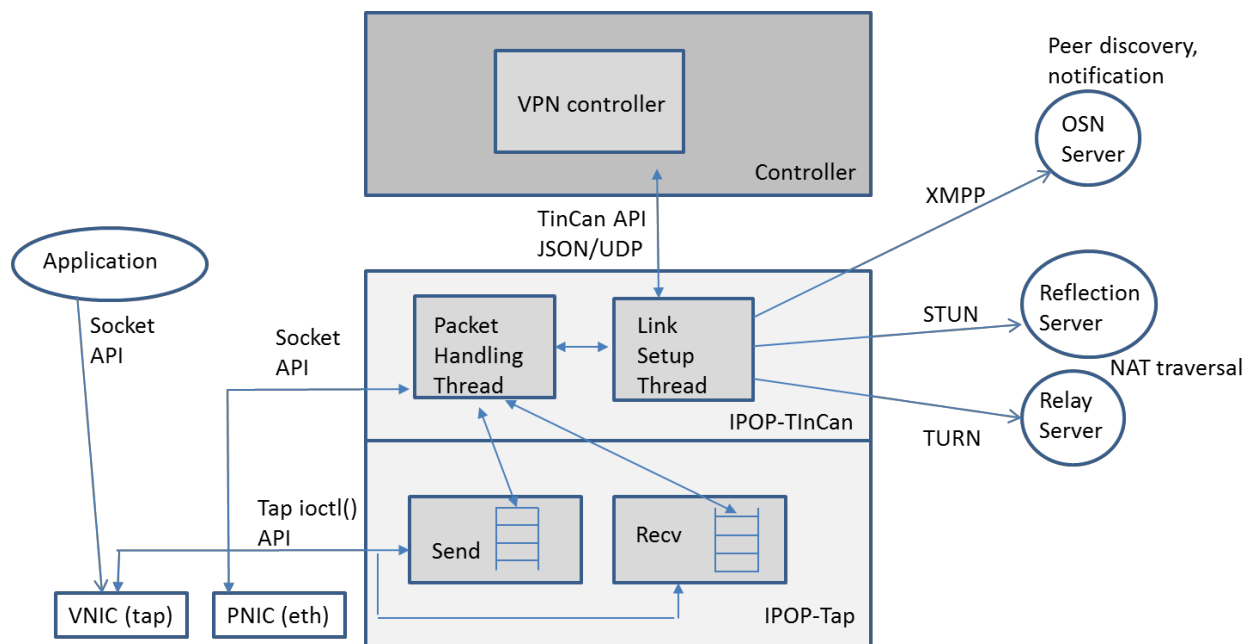 Peer discovery,
notification
VPN controller
OSN
Server
Controller
XMPP
TinCan API
JSON/UDP
Application
Socket
API
Socket
API
Packet
Handling
Thread
Link
Setup
Thread
STUN
Reflection
Server
NAT traversal
IPOP-TInCan
TURN
Relay
Server
Tap ioctl()
API
Send
Recv
VNIC (tap)
PNIC (eth)
IPOP-Tap